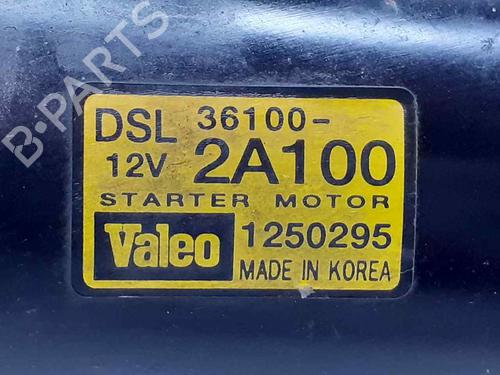 B-PARTS
DSL 36100-
12V 2A100
STARTER MOTOR
Valeo 1250295
MADE IN KOREA